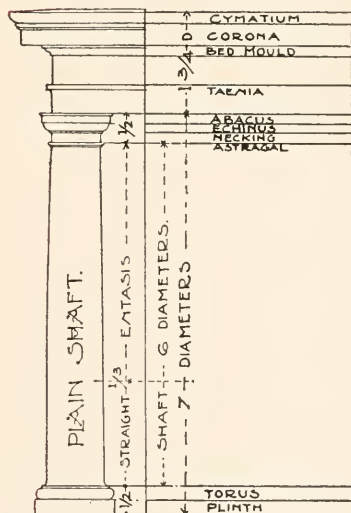 CYMATIUM
CORONA
BED MOULD
TAENIA
ABACUS
ECHINUS
NECKING
ASTRAGAL
1 3/4 D
1/2
PLAIN SHAFT.
STRAIGHT 1/3 ENTASIS
SHAFT 6 DIAMETERS.
7 DIAMETERS
1/2
TORUS
PLINTH